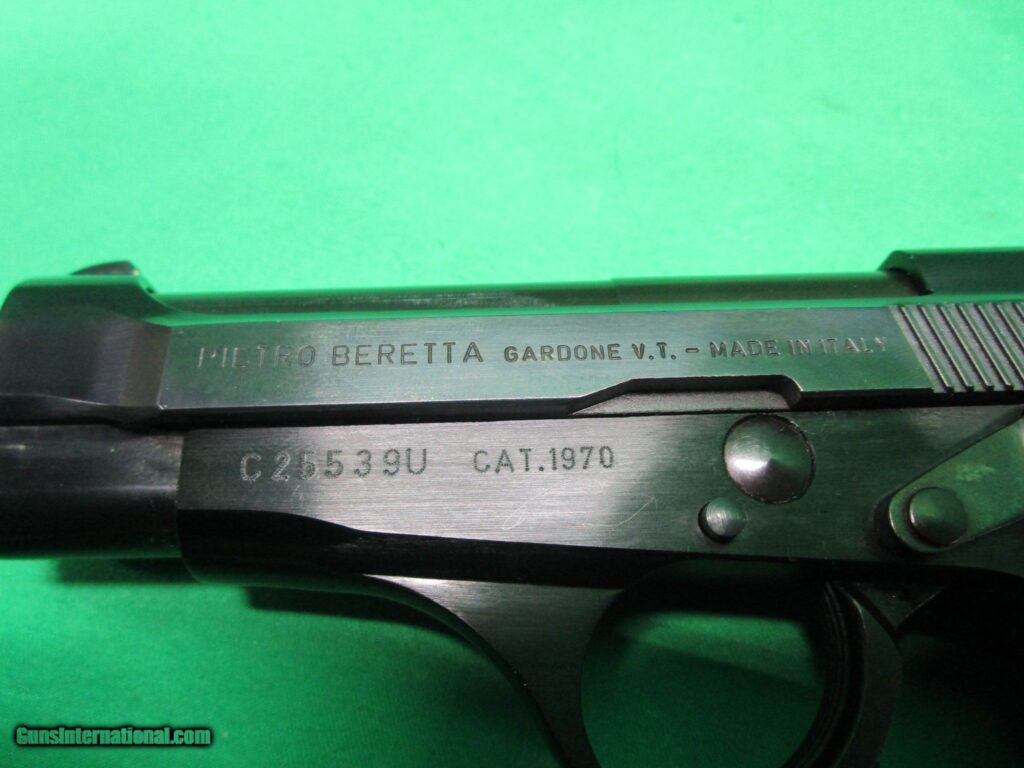 PIETRO BERETTA GARDONE V.T. – MADE IN ITALY
C25539U CAT.1970
GunsInternational.com